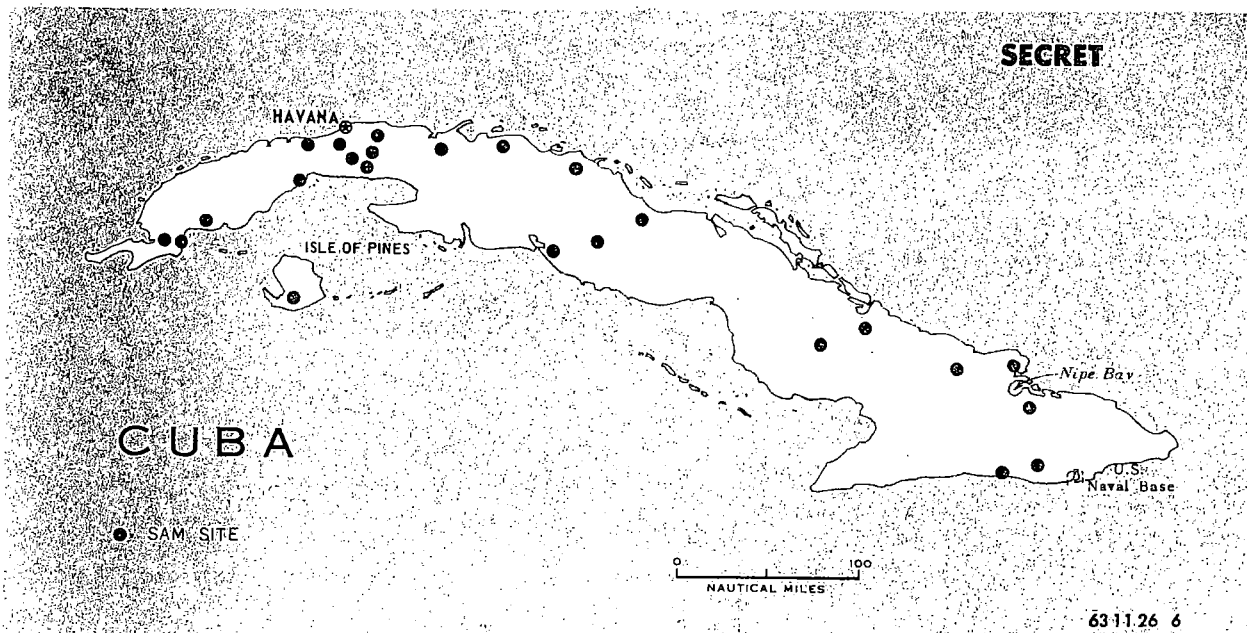 SECRET
HAVANA
ISLE OF PINES
Nipe Bay
CUBA
U.S.
Naval Base
SAM SITE
0 100
NAUTICAL MILES
63 11.26 6